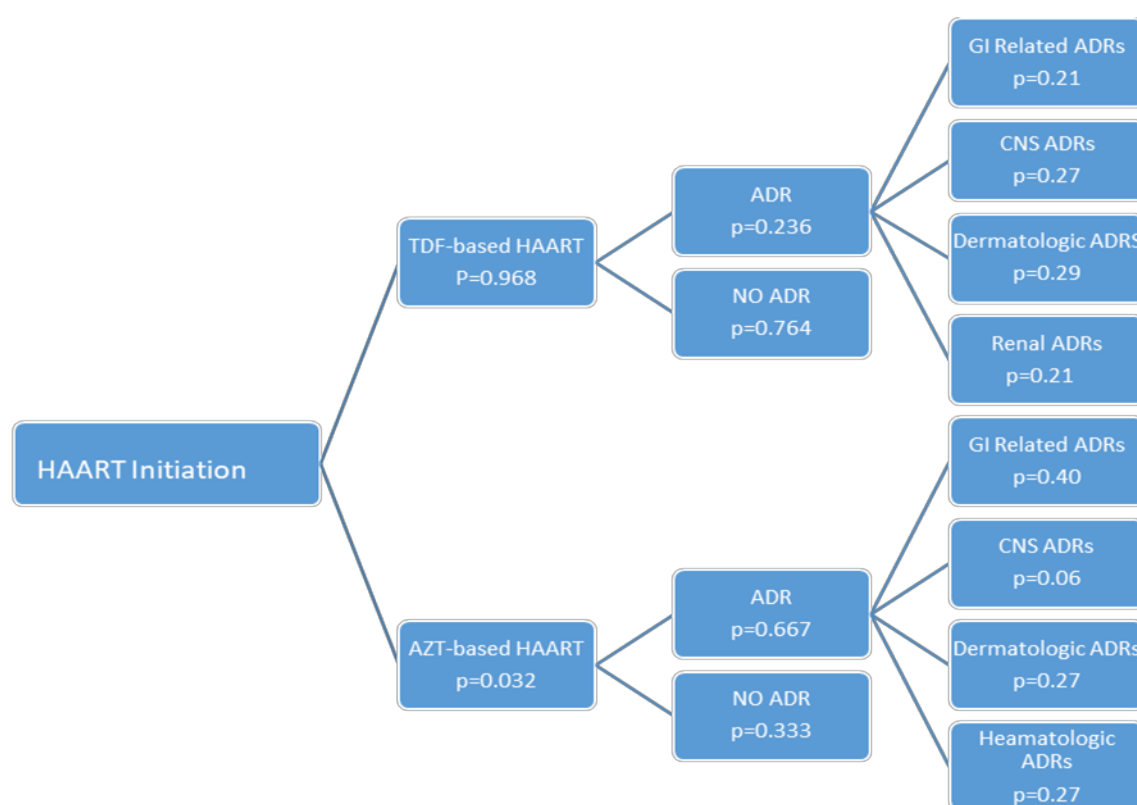 HAART Initiation
TDF-based HAART
P=0.968
ADR
p=0.236
NO ADR
p=0.764
GI Related ADRs
p=0.21
CNS ADRs
p=0.27
Dermatologic ADRS
p=0.29
Renal ADRs
p=0.21
AZT-based HAART
p=0.032
ADR
p=0.667
NO ADR
p=0.333
GI Related ADRs
p=0.40
CNS ADRs
p=0.06
Dermatologic ADRs
p=0.27
Heamatologic
ADRs
p=0.27